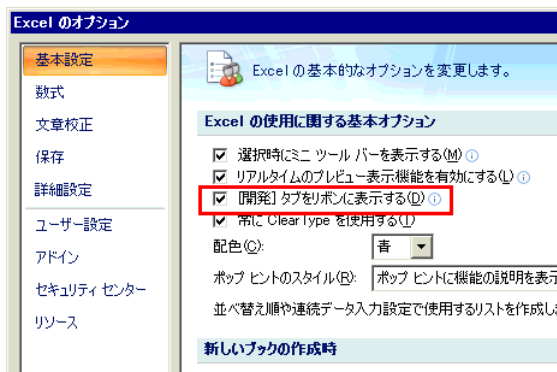 Excel のオプション
基本設定
数式
文章校正
保存
詳細設定
ユーザー設定
アドイン
セキュリティ センター
リソース
Excel の基本的なオプションを変更します。
Excel の使用に関する基本オプション
選択時にミニ ツール バーを表示する(M)
リアルタイムのプレビュー表示機能を有効にする(L)
[開発] タブをリボンに表示する(D)
常に ClearType を使用する(T)
配色(C): 青
ポップ ヒントのスタイル(R): ポップ ヒントに機能の説明を表示
並べ替え順や連続データ入力設定で使用するリストを作成し
新しいブックの作成時